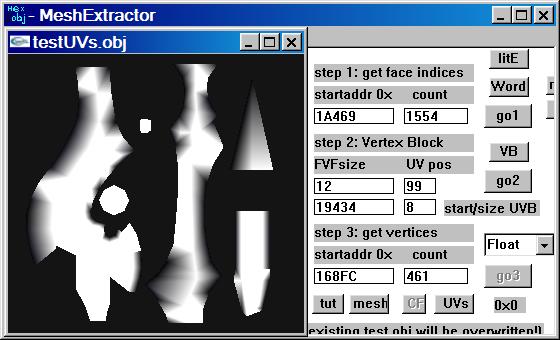 Hex
obj - MeshExtractor
testUVs.obj
litE
step 1: get face indices
Word
startaddr 0x count
1A469 1554
go1
step 2: Vertex Block
VB
FVFsize UV pos
go2
12 99
19434 8 start/size UVB
step 3: get vertices
Float
startaddr 0x count
168FC 461
go3
tut mesh CF UVs 0x0
existing test.obj will be overwritten!)